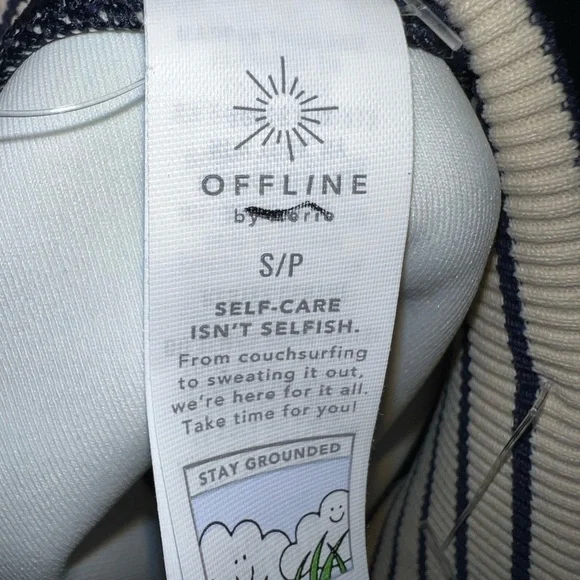 OFFLINE
by aerie
S/P
SELF-CARE
ISN'T SELFISH.
From couchsurfing
to sweating it out,
we're here for it all.
Take time for you!
STAY GROUNDED